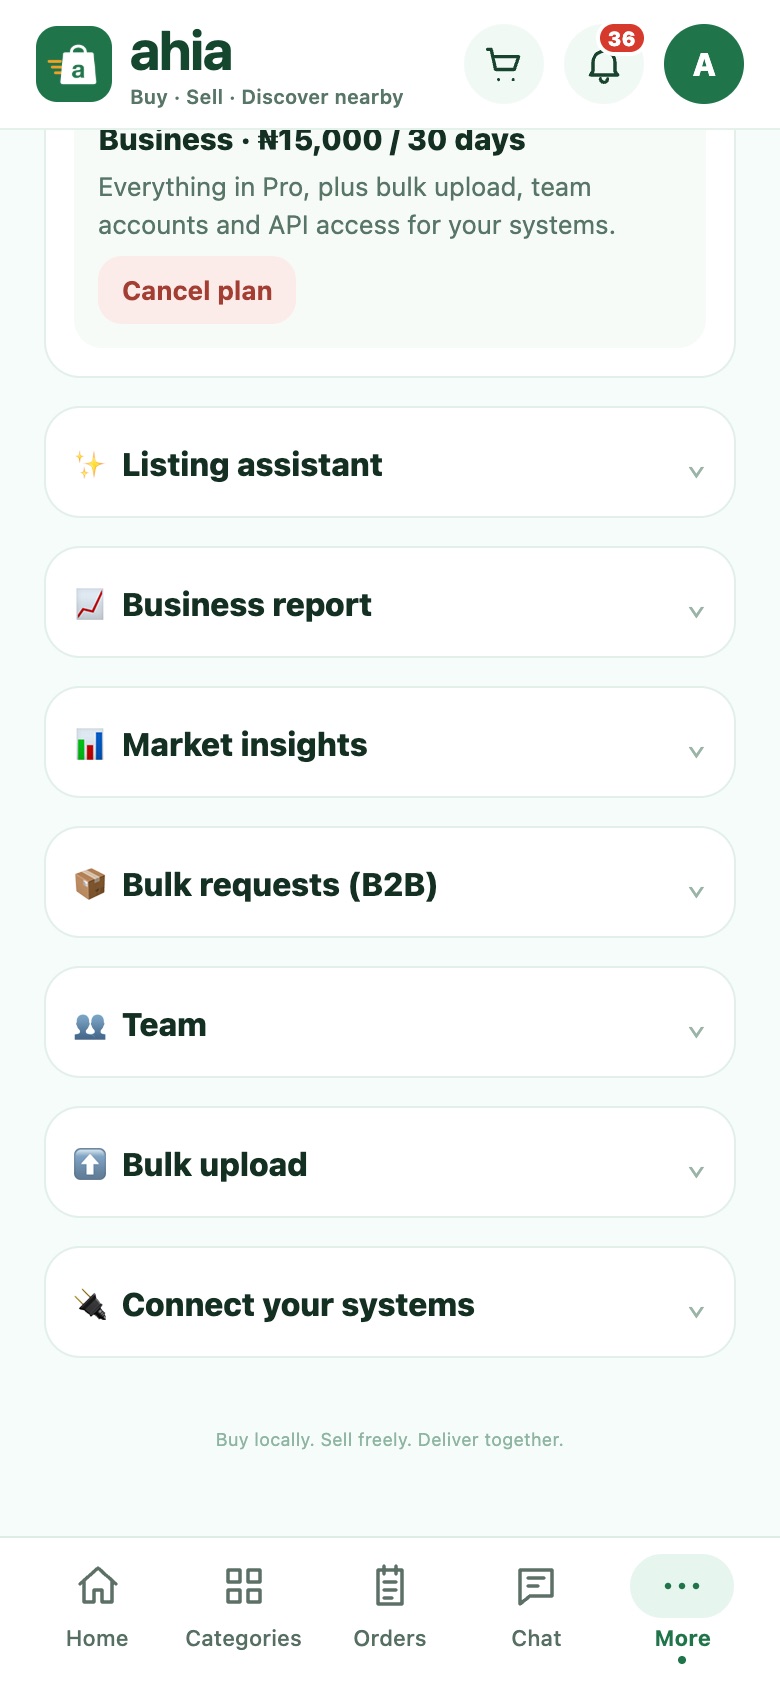 ahia
Buy · Sell · Discover nearby
36
A
a
Business · ₦15,000 / 30 days
Everything in Pro, plus bulk upload, team
accounts and API access for your systems.
Cancel plan
Listing assistant
Business report
Market insights
Bulk requests (B2B)
Team
Bulk upload
Connect your systems
Buy locally. Sell freely. Deliver together.
Home
Categories
Orders
Chat
More